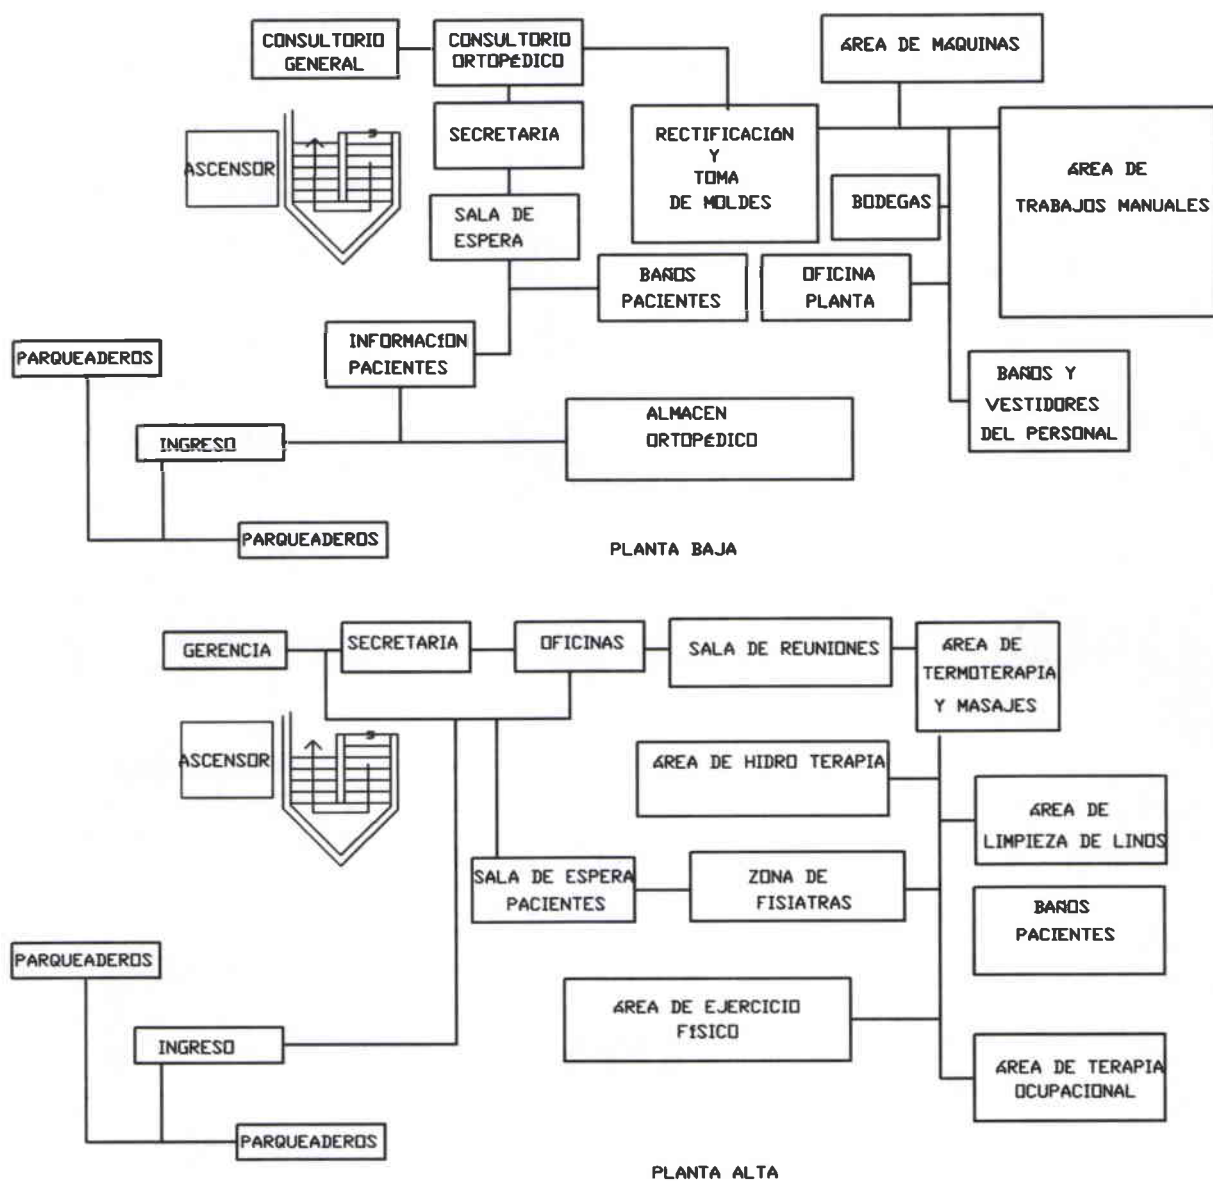 CONSULTORIO
GENERAL
CONSULTORIO
ORTOPÉDICO
ÁREA DE MÁQUINAS
ASCENSOR
S
SECRETARIA
RECTIFICACIÓN
Y
TOMA
DE MOLDES
ÁREA DE
TRABAJOS MANUALES
BODEGAS
SALA DE
ESPERA
BAÑOS
PACIENTES
OFICINA
PLANTA
PARQUEADEROS
INFORMACÍON
PACIENTES
BAÑOS Y
VESTIDORES
DEL PERSONAL
INGRESO
ALMACEN
ORTOPÉDICO
PARQUEADEROS
PLANTA BAJA
GERENCIA
SECRETARIA
OFICINAS
SALA DE REUNIONES
ÁREA DE
TERMOTERAPIA
Y MASAJES
ASCENSOR
S
ÁREA DE HIDRO TERAPIA
ÁREA DE
LIMPIEZA DE LINOS
SALA DE ESPERA
PACIENTES
ZONA DE
FISIATRAS
BAÑOS
PACIENTES
PARQUEADEROS
ÁREA DE EJERCICIO
FÍSICO
INGRESO
ÁREA DE TERAPIA
OCUPACIONAL
PARQUEADEROS
PLANTA ALTA